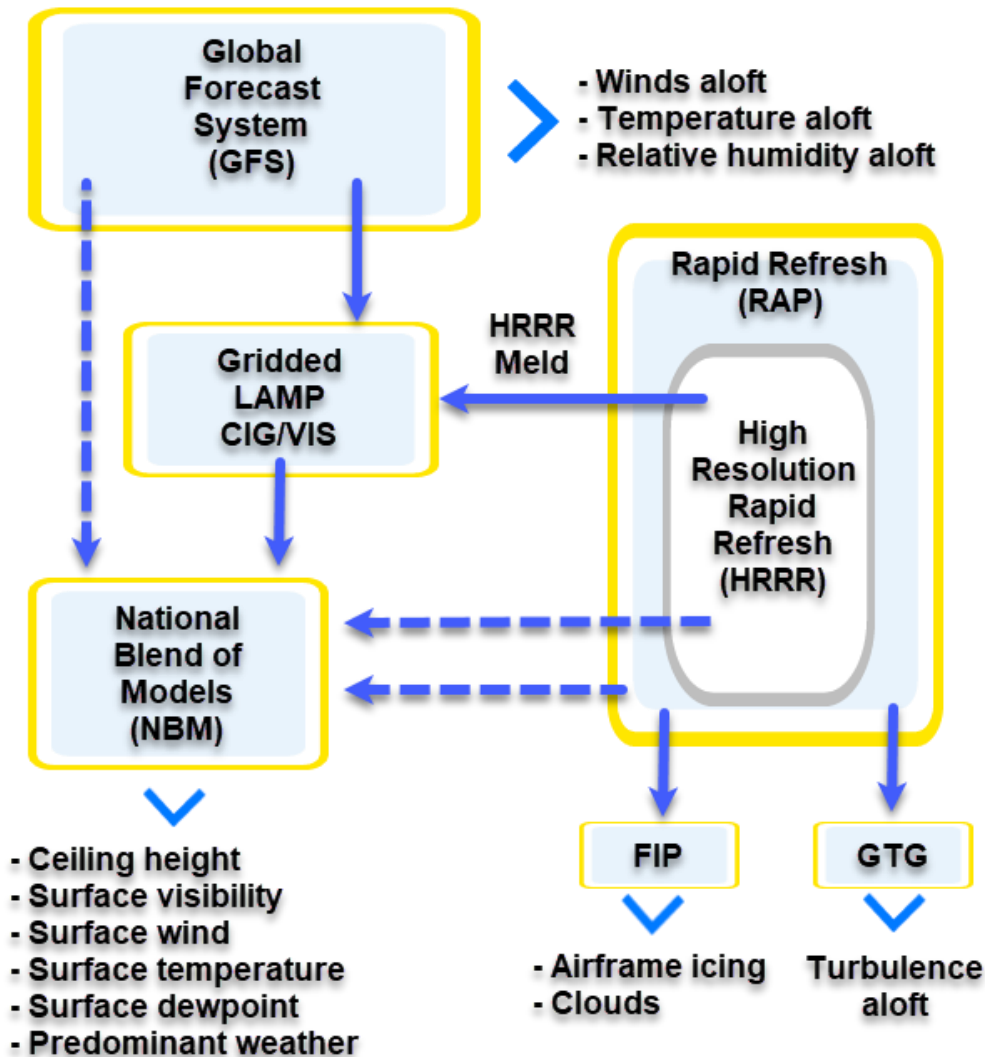 Global
Forecast
System
(GFS)
- Winds aloft
- Temperature aloft
- Relative humidity aloft
Rapid Refresh
(RAP)
HRRR
Meld
Gridded
LAMP
CIG/VIS
High
Resolution
Rapid
Refresh
(HRRR)
National
Blend of
Models
(NBM)
FIP
GTG
- Ceiling height
- Surface visibility
- Surface wind
- Surface temperature
- Surface dewpoint
- Predominant weather
- Airframe icing
- Clouds
Turbulence
aloft